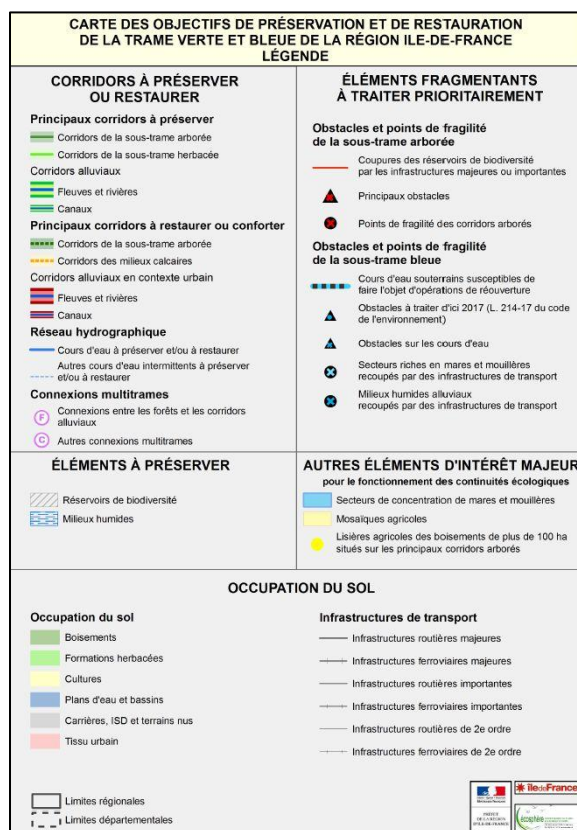 CARTE DES OBJECTIFS DE PRÉSERVATION ET DE RESTAURATION
DE LA TRAME VERTE ET BLEUE DE LA RÉGION ILE-DE-FRANCE
LÉGENDE
CORRIDORS À PRÉSERVER
OU RESTAURER
Principaux corridors à préserver
Corridors de la sous-trame arborée
Corridors de la sous-trame herbacée
Corridors alluviaux
Fleuves et rivières
Canaux
Principaux corridors à restaurer ou conforter
Corridors de la sous-trame arborée
Corridors des milieux calcaires
Corridors alluviaux en contexte urbain
Fleuves et rivières
Canaux
Réseau hydrographique
Cours d'eau à préserver et/ou à restaurer
Autres cours d'eau intermittents à préserver
et/ou à restaurer
Connexions multitrames
F
Connexions entre les forêts et les corridors
alluviaux
C
Autres connexions multitrames
ÉLÉMENTS FRAGMENTANTS
À TRAITER PRIORITAIREMENT
Obstacles et points de fragilité
de la sous-trame arborée
Coupures des réservoirs de biodiversité
par les infrastructures majeures ou importantes
Principaux obstacles
Points de fragilité des corridors arborés
Obstacles et points de fragilité
de la sous-trame bleue
Cours d'eau souterrains susceptibles de
faire l'objet d'opérations de réouverture
Obstacles à traiter d'ici 2017 (L. 214-17 du code
de l'environnement)
Obstacles sur les cours d'eau
Secteurs riches en mares et mouillères
recoupés par des infrastructures de transport
Milieux humides alluviaux
recoupés par des infrastructures de transport
ÉLÉMENTS À PRÉSERVER
Réservoirs de biodiversité
Milieux humides
AUTRES ÉLÉMENTS D'INTÉRÊT MAJEUR
pour le fonctionnement des continuités écologiques
Secteurs de concentration de mares et mouillères
Mosaïques agricoles
Lisières agricoles des boisements de plus de 100 ha
situés sur les principaux corridors arborés
OCCUPATION DU SOL
Occupation du sol
Boisements
Formations herbacées
Cultures
Plans d'eau et bassins
Carrières, ISD et terrains nus
Tissu urbain
Infrastructures de transport
Infrastructures routières majeures
Infrastructures ferroviaires majeures
Infrastructures routières importantes
Infrastructures ferroviaires importantes
Infrastructures routières de 2e ordre
Infrastructures ferroviaires de 2e ordre
Limites régionales
Limites départementales
île de France
écosphère